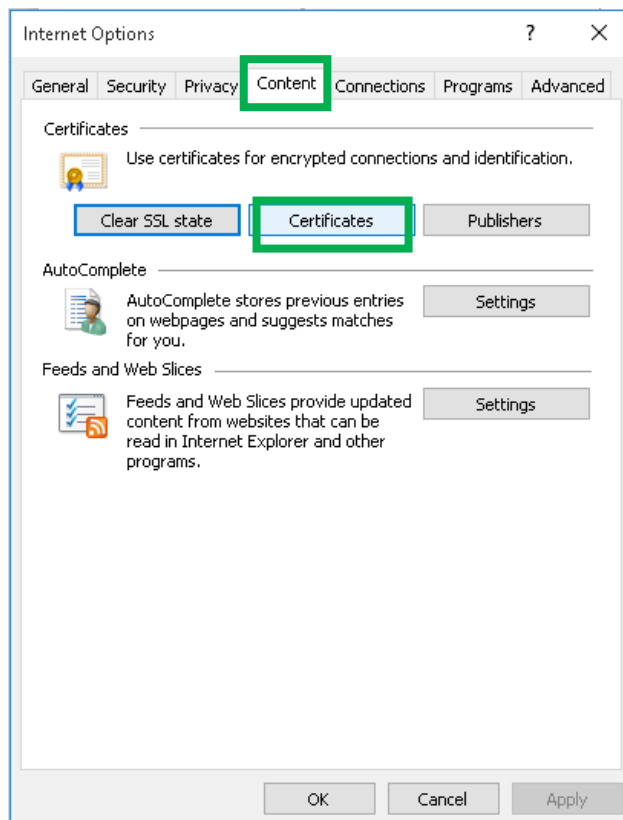 Internet Options ?
General Security Privacy Content Connections Programs Advanced
Certificates
Use certificates for encrypted connections and identification.
Clear SSL state Certificates Publishers
AutoComplete
AutoComplete stores previous entries
on webpages and suggests matches
for you.
Settings
Feeds and Web Slices
Feeds and Web Slices provide updated
content from websites that can be
read in Internet Explorer and other
programs.
Settings
OK Cancel Apply